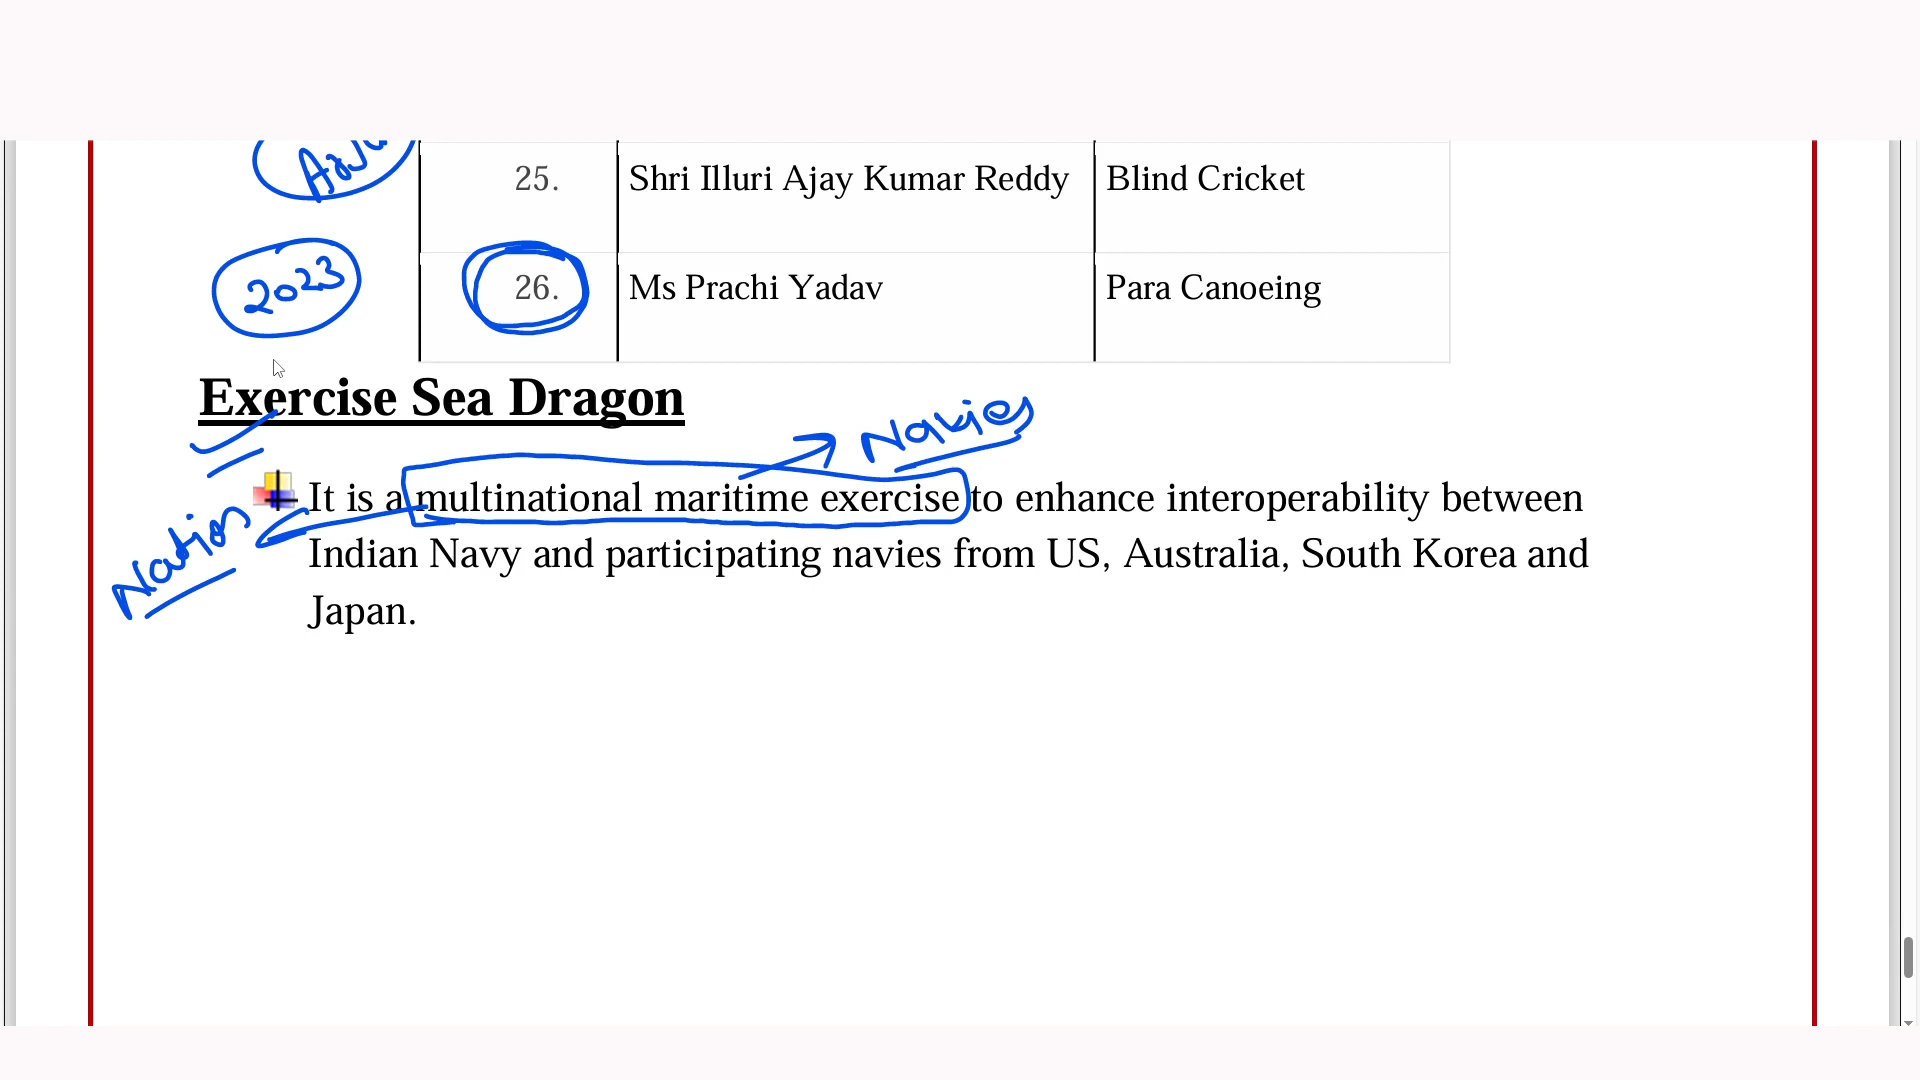 25. Shri Illuri Ajay Kumar Reddy Blind Cricket
2023
26. Ms Prachi Yadav Para Canoeing
Exercise Sea Dragon
Navies
It is a multinational maritime exercise to enhance interoperability between
Nation
Indian Navy and participating navies from US, Australia, South Korea and
Japan.